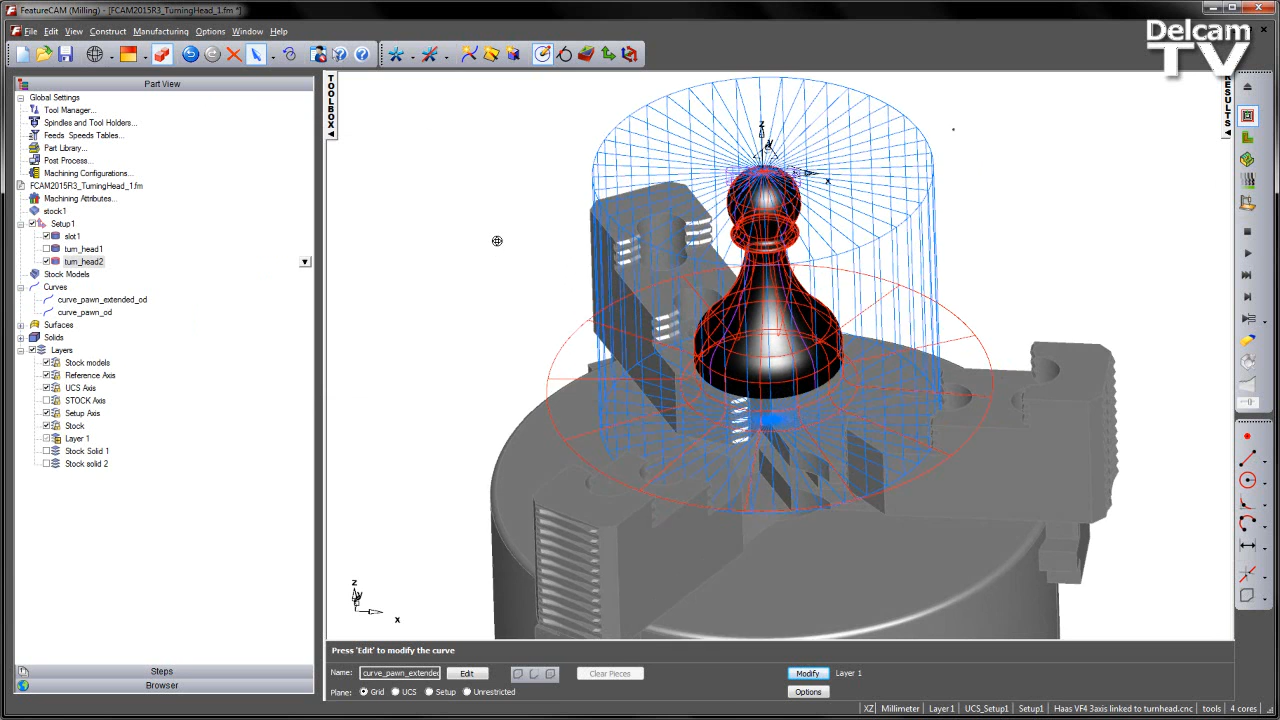 FeatureCAM (Milling) - [FCAM2015R3_TurningHead_1.fm *]
File Edit View Construct Manufacturing Options Window Help
Delcam
TV
Part View
Global Settings
Tool Manager...
Spindles and Tool Holders...
Feeds Speeds Tables...
Part Library...
Post Process...
Machining Configurations...
FCAM2015R3_TurningHead_1.fm
Machining Attributes...
stock1
Setup1
slot1
turn_head1
turn_head2
Stock Models
Curves
curve_pawn_extended_od
curve_pawn_od
Surfaces
Solids
Layers
Stock models
Reference Axis
UCS Axis
STOCK Axis
Setup Axis
Stock
Layer 1
Stock Solid 1
Stock solid 2
Steps
Browser
TOOLBOX
RESULTS
Z
Y
X
Z
Y
X
Press 'Edit' to modify the curve
Name: curve_pawn_extender Edit Clear Pieces Modify Layer 1
Plane: Grid UCS Setup Unrestricted Options
XZ Millimeter Layer1 UCS_Setup1 Setup1 Haas VF4 3axis linked to turnhead.cnc tools 4 cores